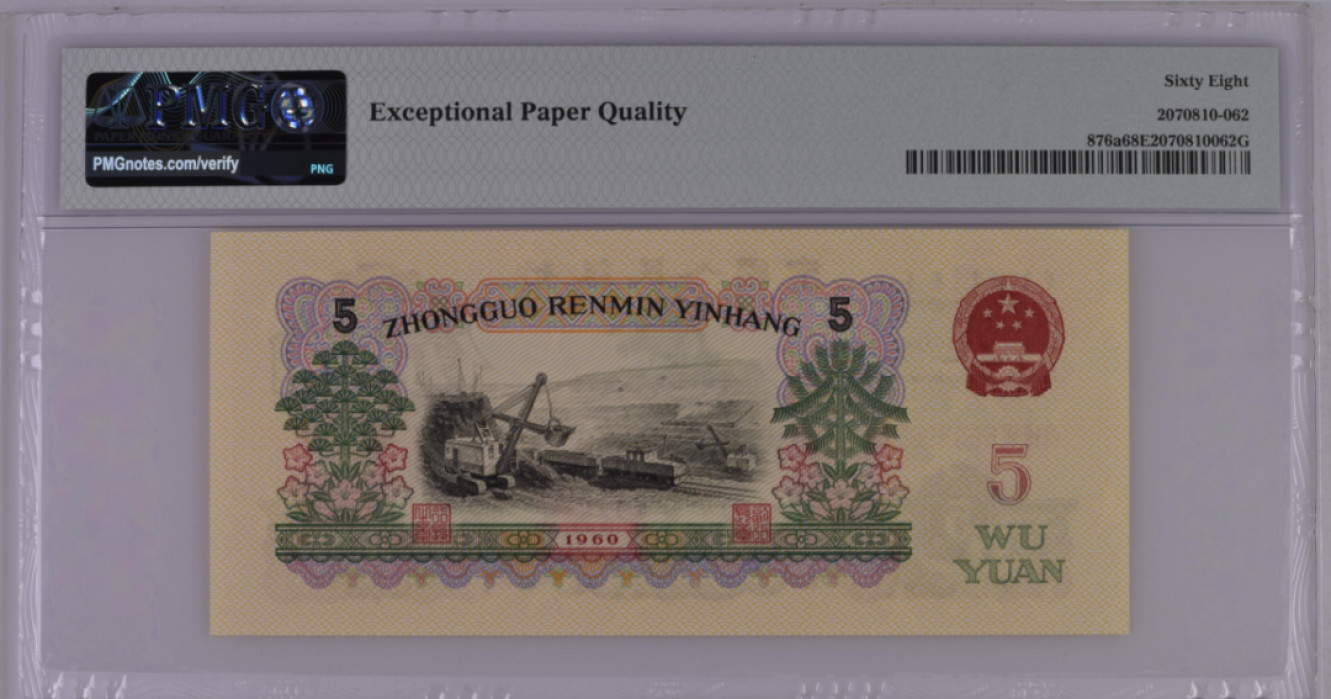 PMG
PMGnotes.com/verify
PNG
Exceptional Paper Quality
Sixty Eight
2070810-062
876a68E2070810062G
5 ZHONGGUO RENMIN YINHANG 5
5
WU
YUAN
1960